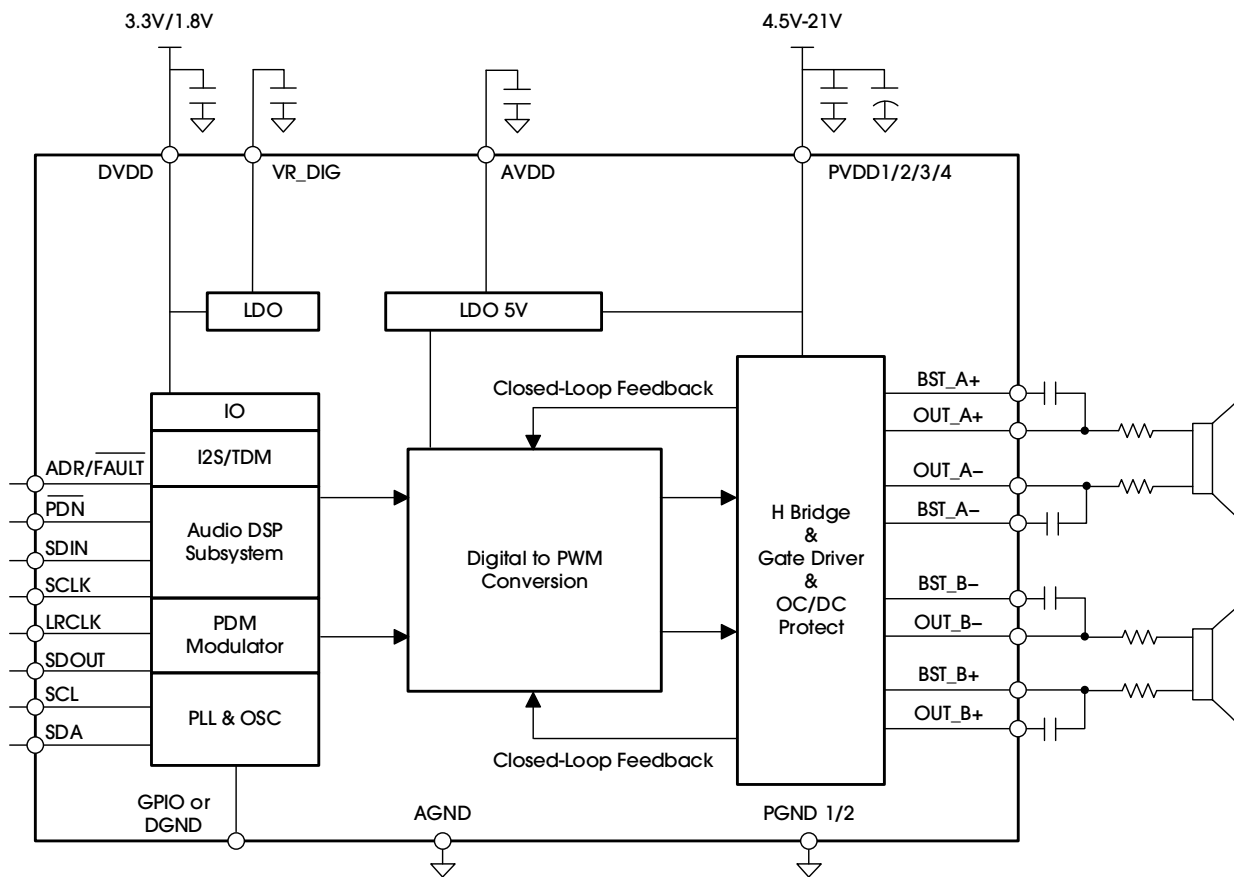 3.3V/1.8V
4.5V-21V
DVDD
VR_DIG
AVDD
PVDD1/2/3/4
LDO
LDO 5V
IO
I2S/TDM
Audio DSP
Subsystem
PDM
Modulator
PLL & OSC
ADR/FAULT
PDN
SDIN
SCLK
LRCLK
SDOUT
SCL
SDA
Closed-Loop Feedback
Digital to PWM
Conversion
Closed-Loop Feedback
H Bridge
&
Gate Driver
&
OC/DC
Protect
BST_A+
OUT_A+
OUT_A−
BST_A−
BST_B−
OUT_B−
BST_B+
OUT_B+
GPIO or
DGND
AGND
PGND 1/2